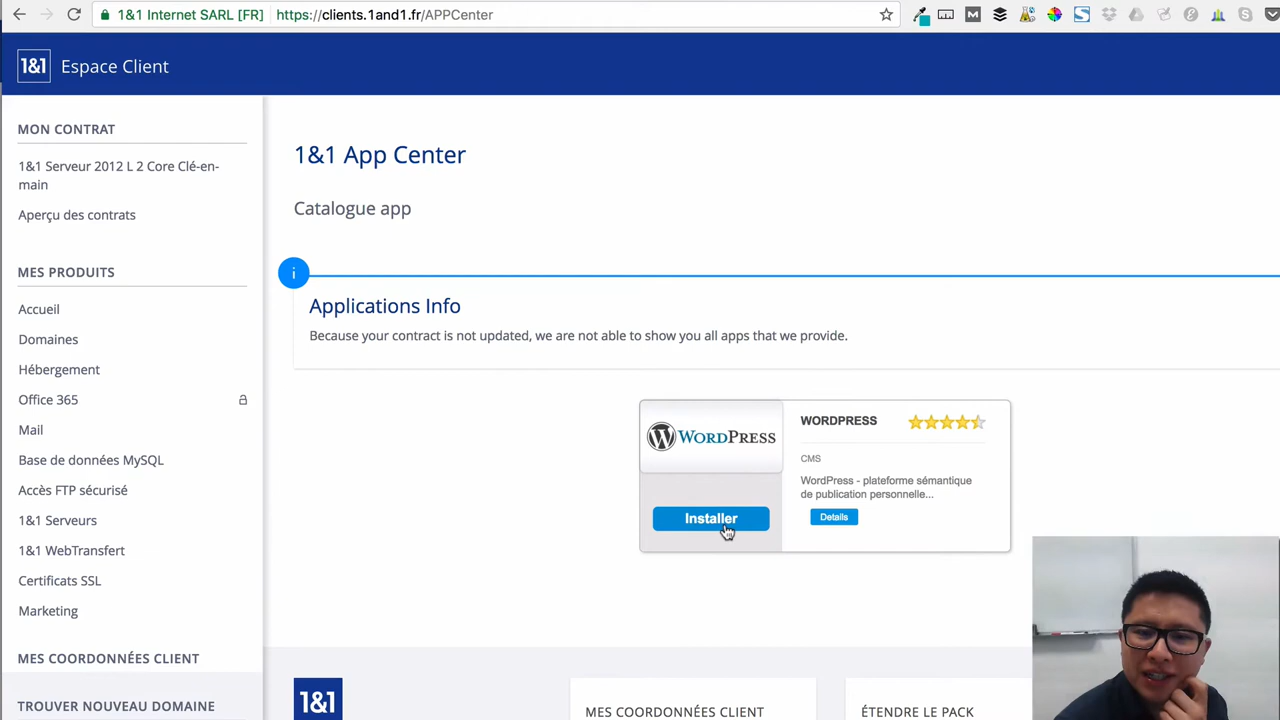 1&1 Internet SARL [FR] https://clients.1and1.fr/APPCenter
1&1 Espace Client
MON CONTRAT
1&1 Serveur 2012 L 2 Core Clé-en-
main
Aperçu des contrats
MES PRODUITS
Accueil
Domaines
Hébergement
Office 365
Mail
Base de données MySQL
Accès FTP sécurisé
1&1 Serveurs
1&1 WebTransfert
Certificats SSL
Marketing
MES COORDONNÉES CLIENT
TROUVER NOUVEAU DOMAINE
1&1 App Center
Catalogue app
i
Applications Info
Because your contract is not updated, we are not able to show you all apps that we provide.
WORDPRESS
Installer
WORDPRESS
CMS
WordPress - plateforme sémantique
de publication personnelle...
Details
1&1
MES COORDONNÉES CLIENT
ÉTENDRE LE PACK